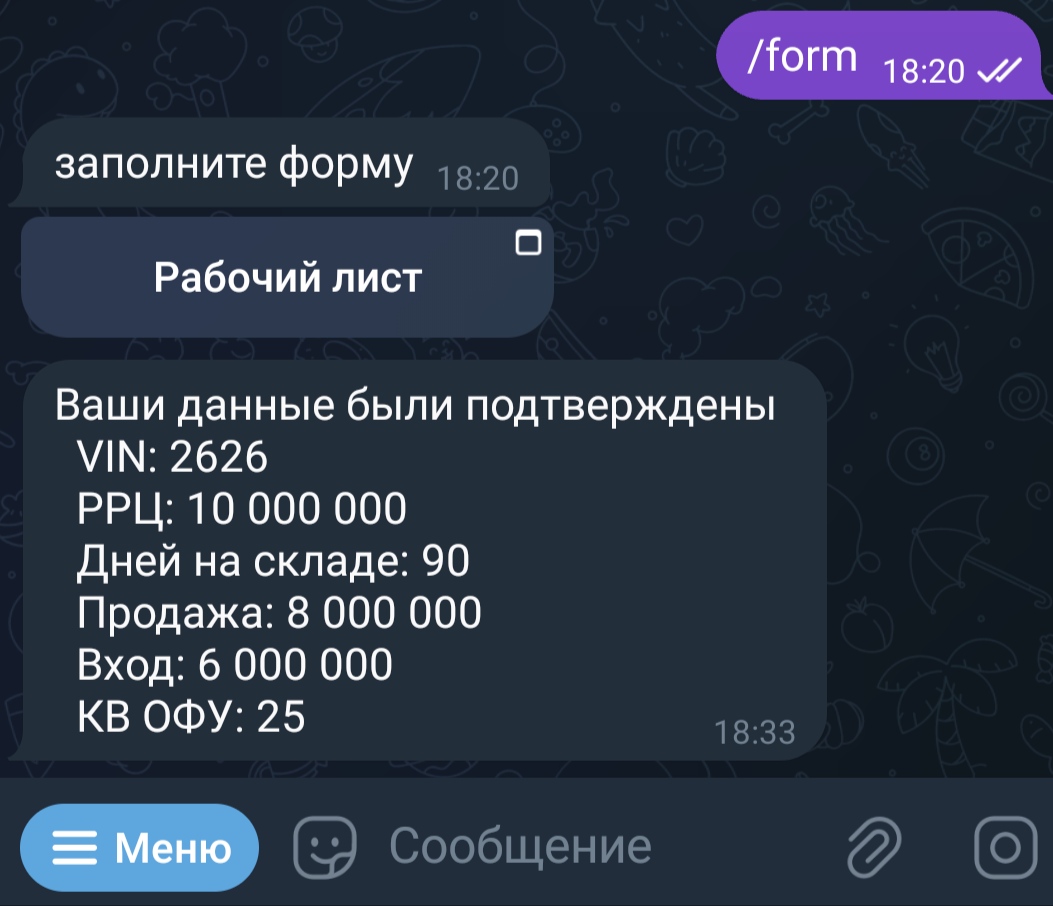 /form 18:20
заполните форму 18:20
Рабочий лист
Ваши данные были подтверждены
VIN: 2626
РРЦ: 10 000 000
Дней на складе: 90
Продажа: 8 000 000
Вход: 6 000 000
КВ ОФУ: 25
18:33
Меню Сообщение